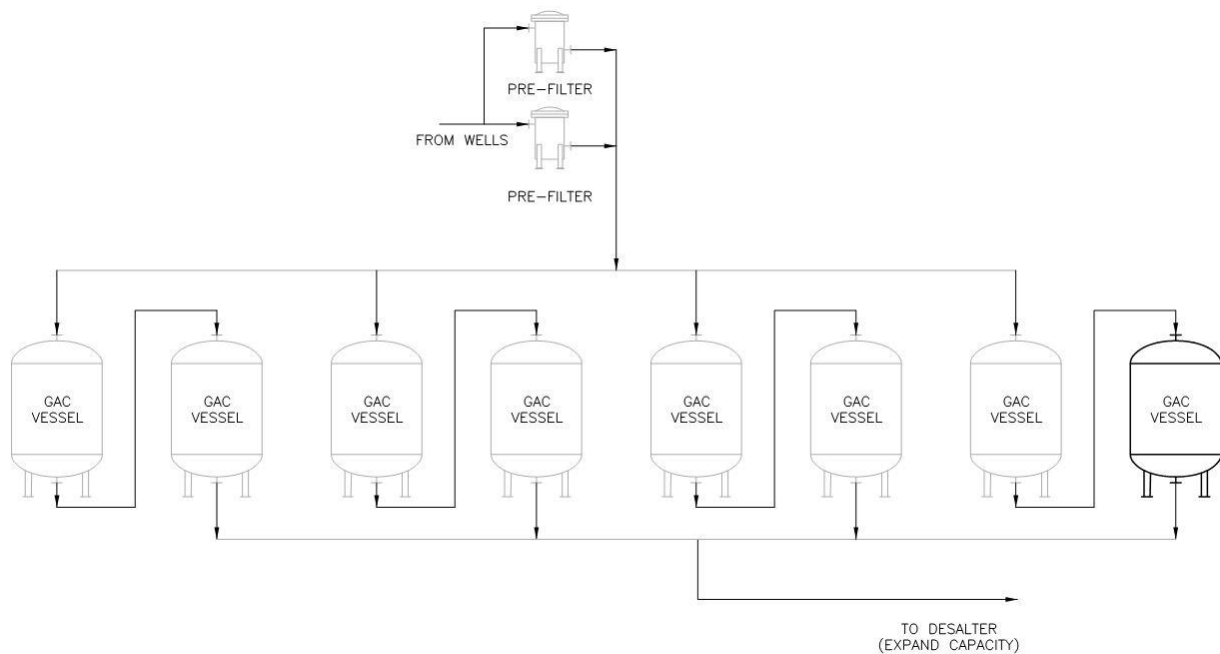 PRE-FILTER
FROM WELLS
PRE-FILTER
GAC
VESSEL
GAC
VESSEL
GAC
VESSEL
GAC
VESSEL
GAC
VESSEL
GAC
VESSEL
GAC
VESSEL
GAC
VESSEL
TO DESALTER
(EXPAND CAPACITY)